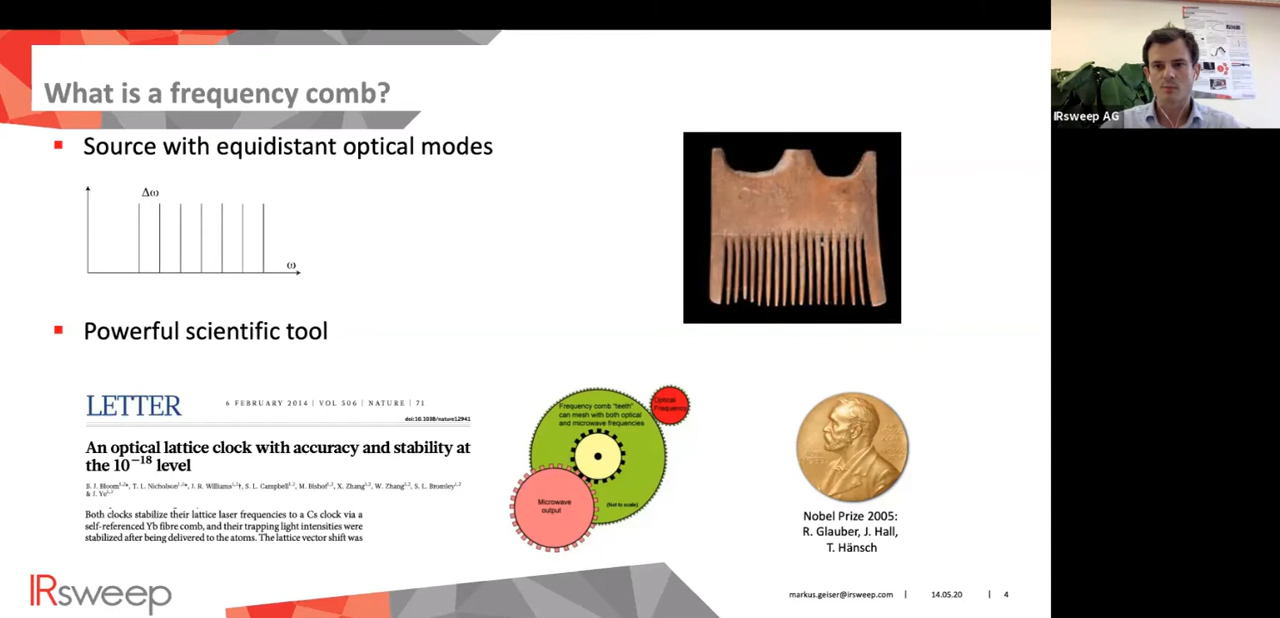 What is a frequency comb?
IRsweep AG
Source with equidistant optical modes
Δω
ω
Powerful scientific tool
LETTER
6 FEBRUARY 2014 | VOL 506 | NATURE | 71
doi:10.1038/nature12941
An optical lattice clock with accuracy and stability at
the 10⁻¹⁸ level
B. J. Bloom, T. L. Nicholson, J. R. Williams, S. L. Campbell, M. Bishof, X. Zhang, W. Zhang, S. L. Bromley
& J. Ye
Both clocks stabilize their lattice laser frequencies to a Cs clock via a
self-referenced Yb fibre comb, and their trapping light intensities were
stabilized after being delivered to the atoms. The lattice vector shift was
Frequency comb "teeth"
can mesh with both optical
and microwave frequencies
Optical
Frequency
Microwave
output
(Not to scale)
Nobel Prize 2005:
R. Glauber, J. Hall,
T. Hänsch
IRsweep
markus.geiser@irsweep.com | 14.05.20 | 4